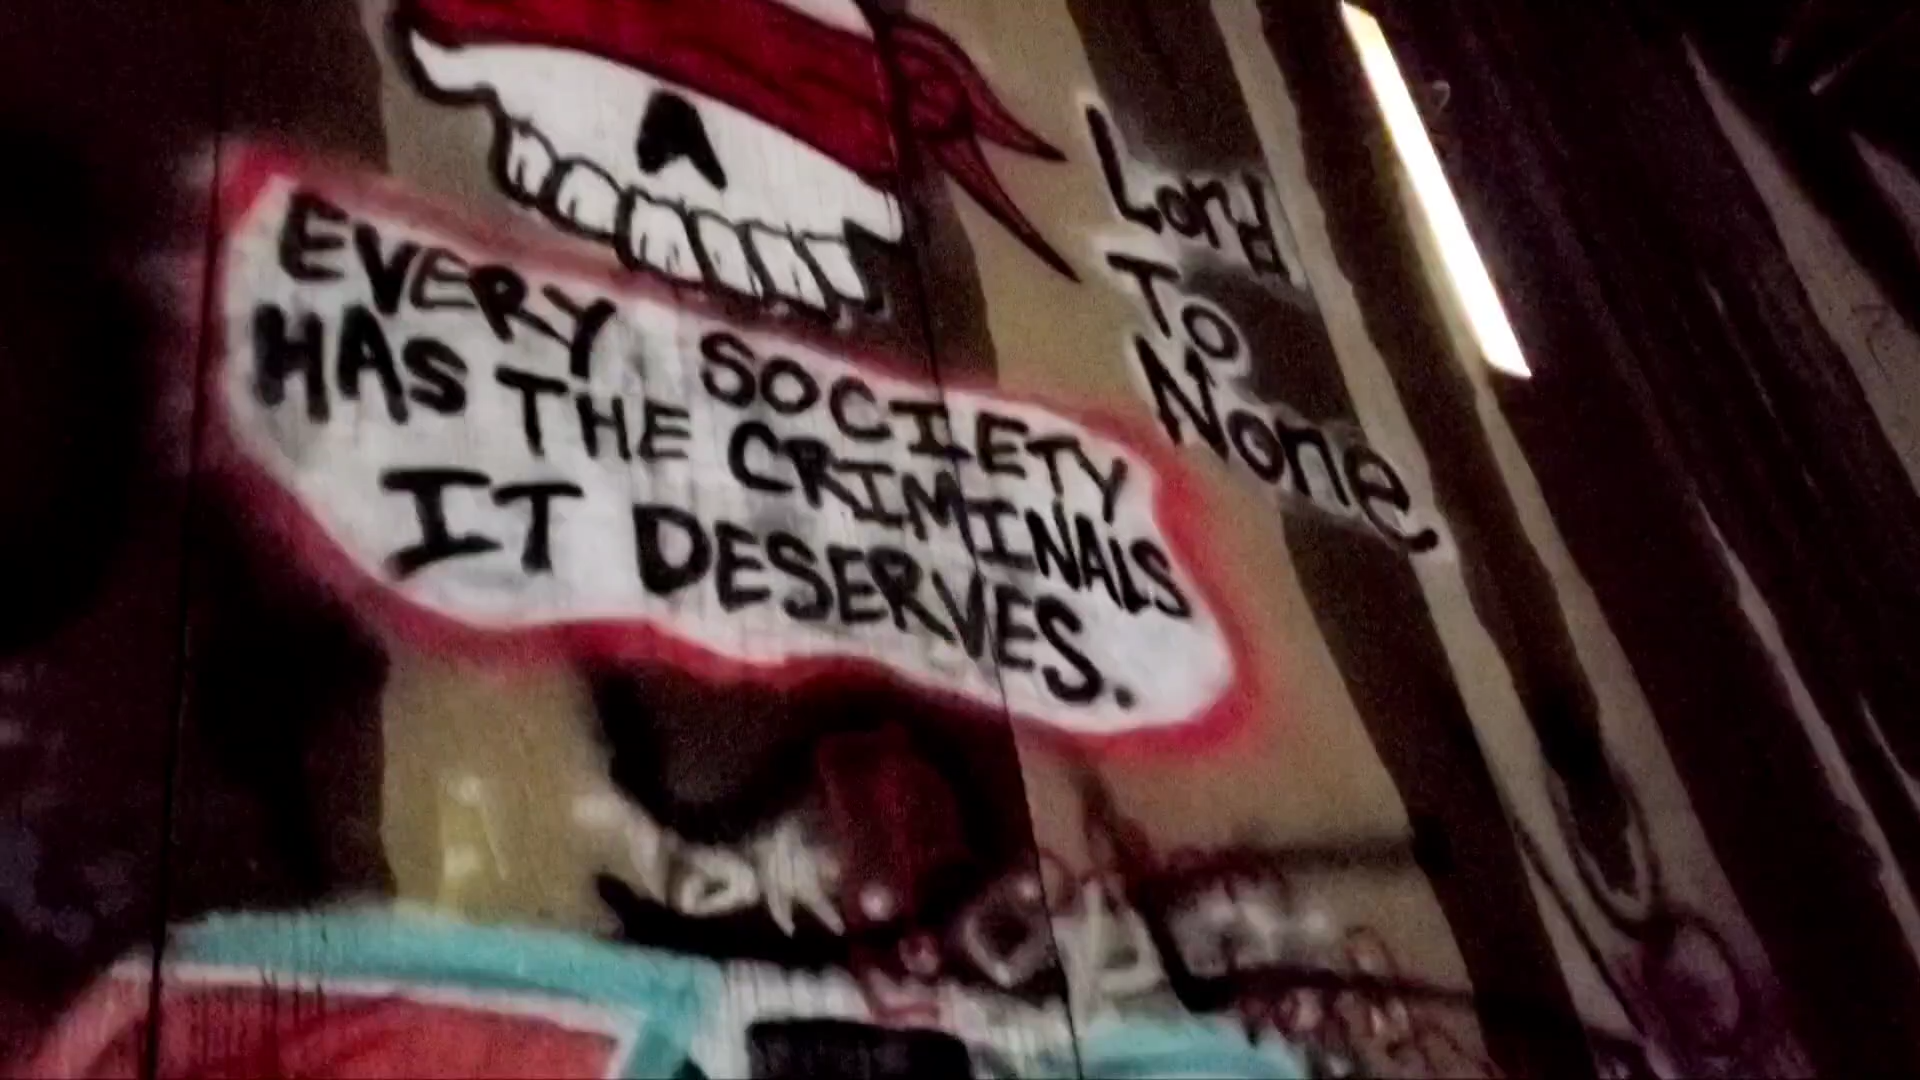 EVERY SOCIETY
HAS THE CRIMINALS
IT DESERVES.
Lord
To
None